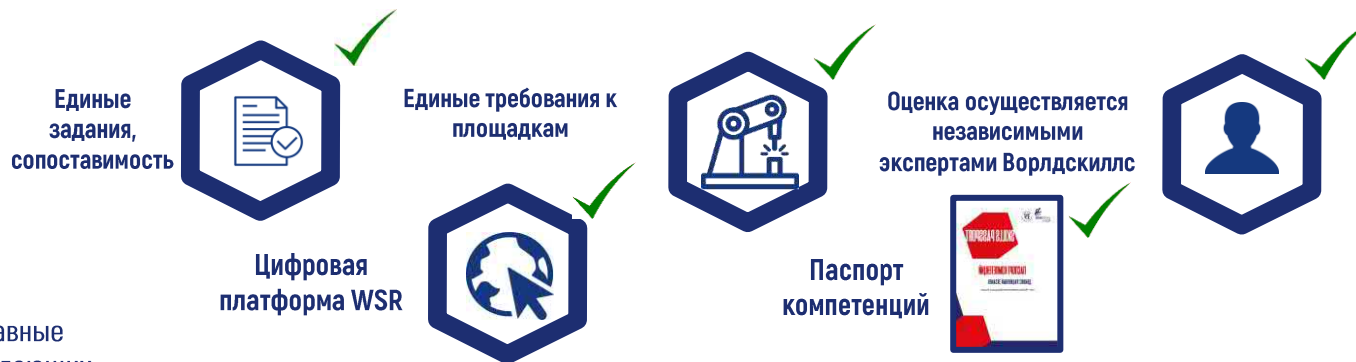 Единые
задания,
сопоставимость
Единые требования к
площадкам
Оценка осуществляется
независимыми
экспертами Ворлдскиллс
Цифровая
платформа WSR
Паспорт
компетенций